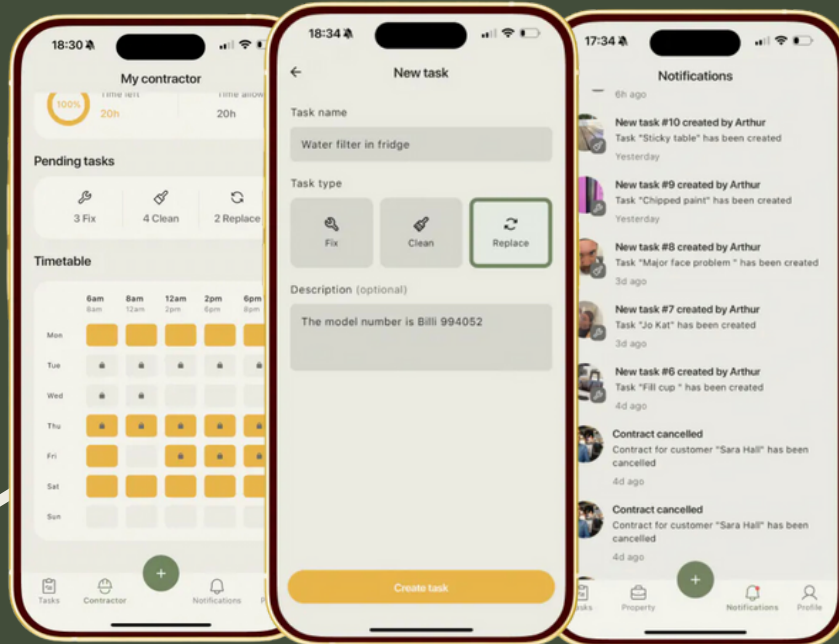 18:30
My contractor
100%
Time left
20h
20h
Pending tasks
3 Fix
4 Clean
2 Replace
Timetable
6am 8am 12am 2pm 6pm
8am 12am 2pm 6pm 8pm
Mon
Tue
Wed
Thu
Fri
Sat
Sun
Tasks
Contractor
Notifications
18:34
New task
Task name
Water filter in fridge
Task type
Fix
Clean
Replace
Description (optional)
The model number is Billi 994052
Create task
17:34
Notifications
6h ago
New task #10 created by Arthur
Task "Sticky table" has been created
Yesterday
New task #9 created by Arthur
Task "Chipped paint" has been created
Yesterday
New task #8 created by Arthur
Task "Major face problem " has been created
3d ago
New task #7 created by Arthur
Task "Jo Kat" has been created
3d ago
New task #6 created by Arthur
Task "Fill cup " has been created
4d ago
Contract cancelled
Contract for customer "Sara Hall" has been
cancelled
4d ago
Contract cancelled
Contract for customer "Sara Hall" has been
cancelled
4d ago
Property
Notifications
Profile